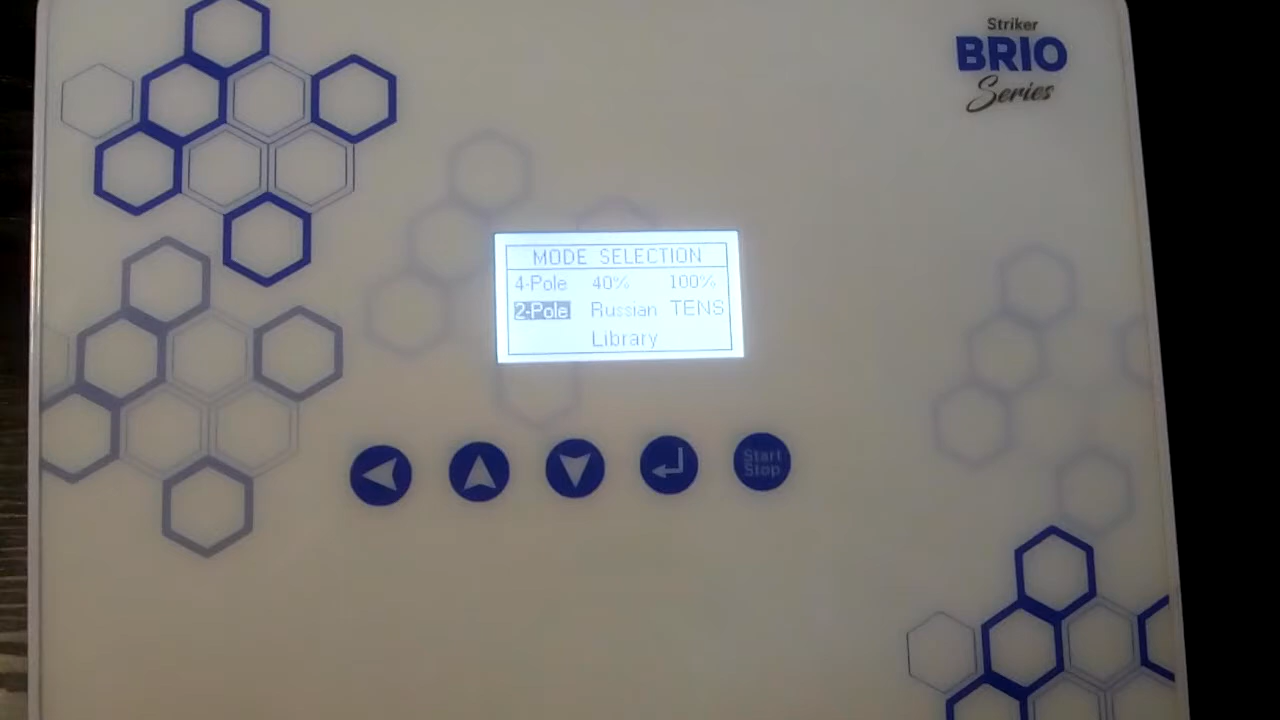 Striker
BRIO
Series
MODE SELECTION
4-Pole 40% 100%
2-Pole Russian TENS
Library
Start
Stop